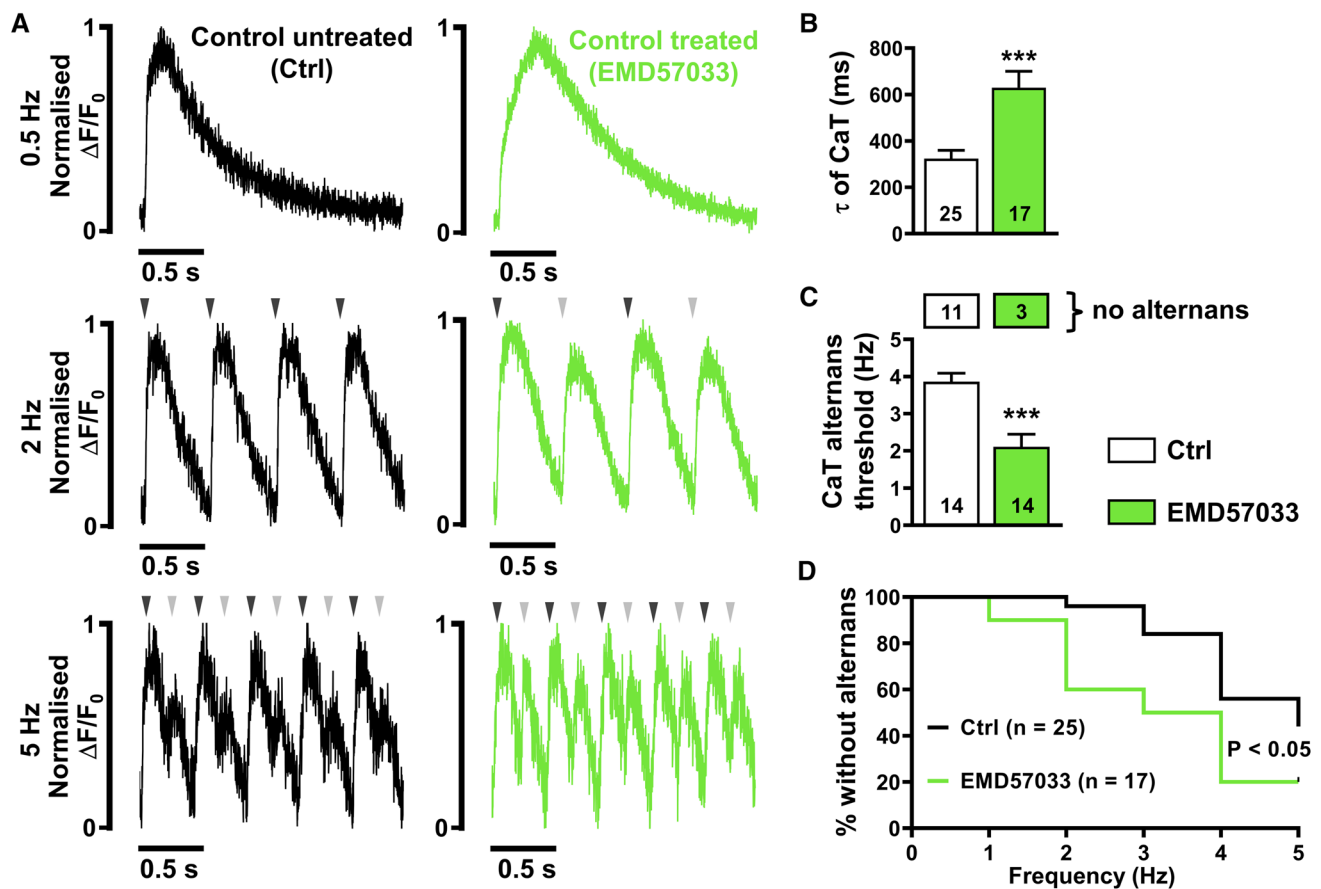 A
Control untreated
(Ctrl)
Control treated
(EMD57033)
0.5 Hz
Normalised
ΔF/F0
1
0
0.5 s
1
0
0.5 s
2 Hz
Normalised
ΔF/F0
1
0
0.5 s
1
0
0.5 s
5 Hz
Normalised
ΔF/F0
1
0
0.5 s
1
0
0.5 s
B
τ of CaT (ms)
800
600
400
200
0
***
25
17
C
11
3
no alternans
CaT alternans
threshold (Hz)
5
4
3
2
1
0
***
14
14
Ctrl
EMD57033
D
% without alternans
100
80
60
40
20
0
Ctrl (n = 25)
EMD57033 (n = 17)
P < 0.05
0
1
2
3
4
5
Frequency (Hz)